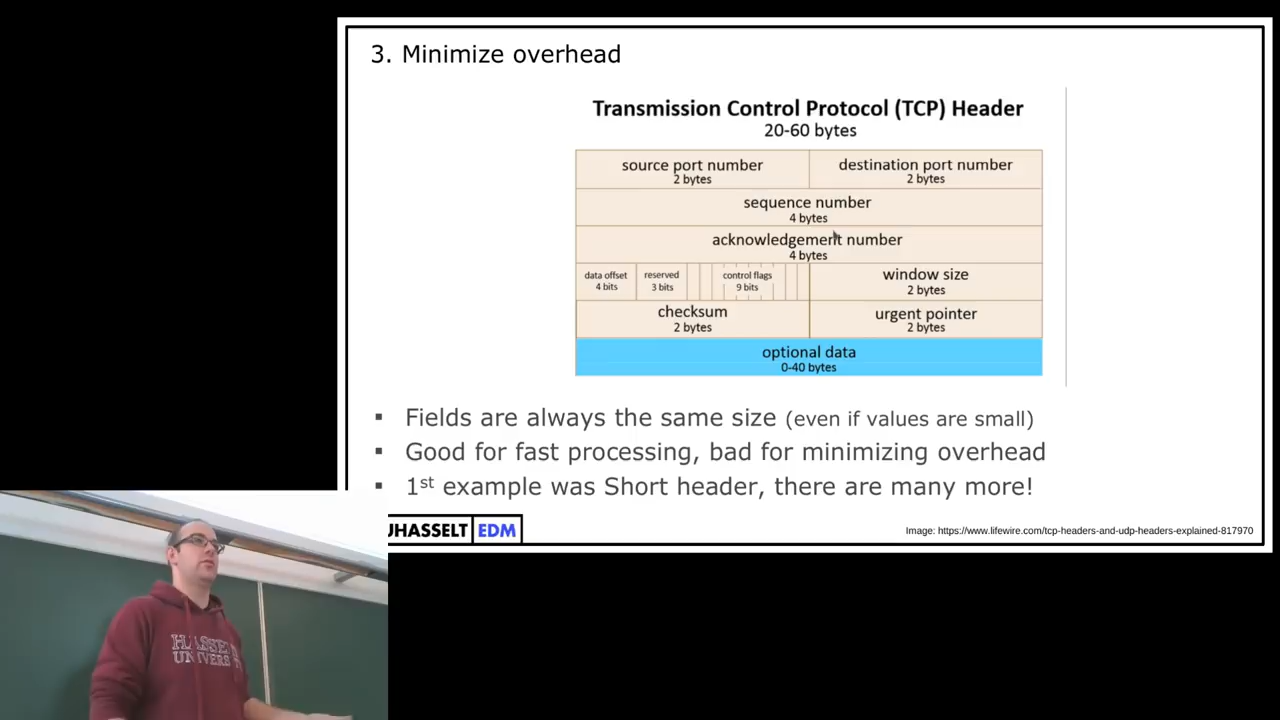 3. Minimize overhead
Transmission Control Protocol (TCP) Header
20-60 bytes
source port number
2 bytes
destination port number
2 bytes
sequence number
4 bytes
acknowledgement number
4 bytes
data offset
4 bits
reserved
3 bits
control flags
9 bits
window size
2 bytes
checksum
2 bytes
urgent pointer
2 bytes
optional data
0-40 bytes
▪ Fields are always the same size (even if values are small)
▪ Good for fast processing, bad for minimizing overhead
▪ 1st example was Short header, there are many more!
UHASSELT EDM
Image: https://www.lifewire.com/tcp-headers-and-udp-headers-explained-817970